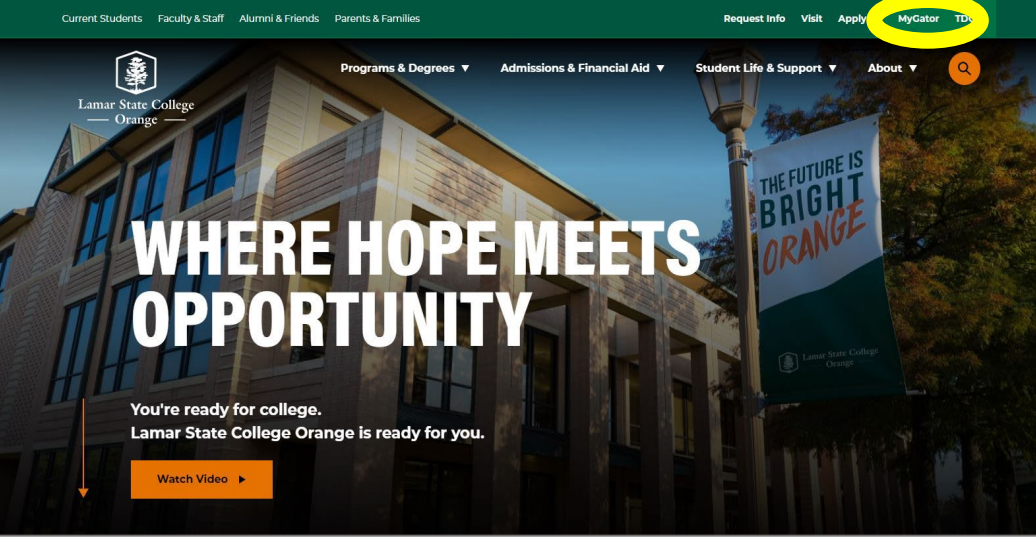 Current Students Faculty & Staff Alumni & Friends Parents & Families
Request Info Visit Apply MyGator
Programs & Degrees ▼ Admissions & Financial Aid ▼ Student Life & Support ▼ About ▼
Lamar State College
Orange
THE FUTURE IS
BRIGHT
ORANGE
WHERE HOPE MEETS
OPPORTUNITY
Lamar State College
Orange
You're ready for college.
Lamar State College Orange is ready for you.
Watch Video